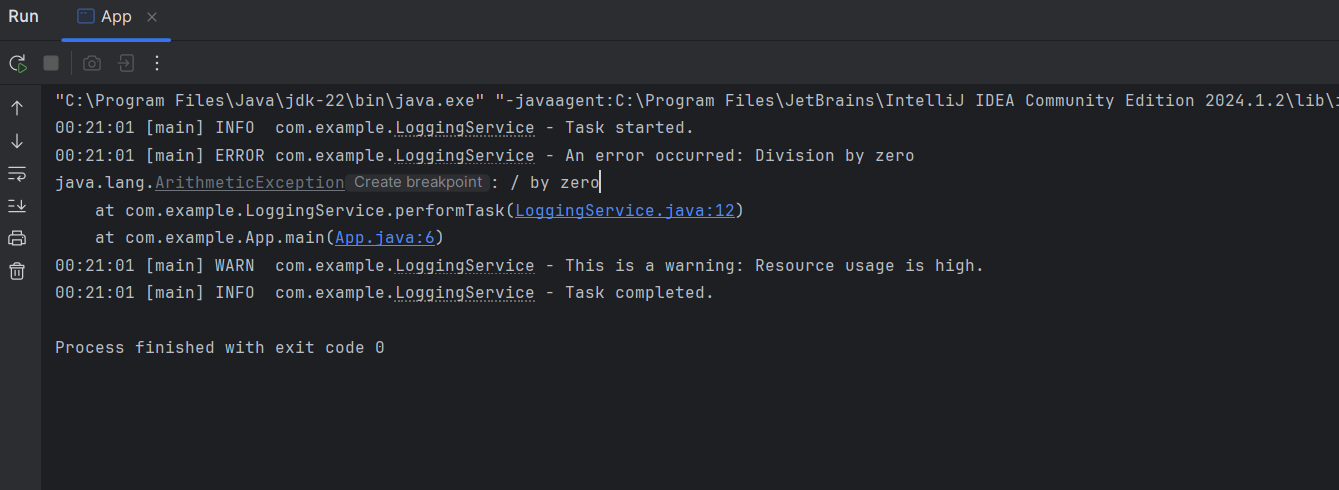 Run App
"C:\Program Files\Java\jdk-22\bin\java.exe" "-javaagent:C:\Program Files\JetBrains\IntelliJ IDEA Community Edition 2024.1.2\lib\
00:21:01 [main] INFO  com.example.LoggingService - Task started.
00:21:01 [main] ERROR com.example.LoggingService - An error occurred: Division by zero
java.lang.ArithmeticException Create breakpoint : / by zero
    at com.example.LoggingService.performTask(LoggingService.java:12)
    at com.example.App.main(App.java:6)
00:21:01 [main] WARN  com.example.LoggingService - This is a warning: Resource usage is high.
00:21:01 [main] INFO  com.example.LoggingService - Task completed.
Process finished with exit code 0